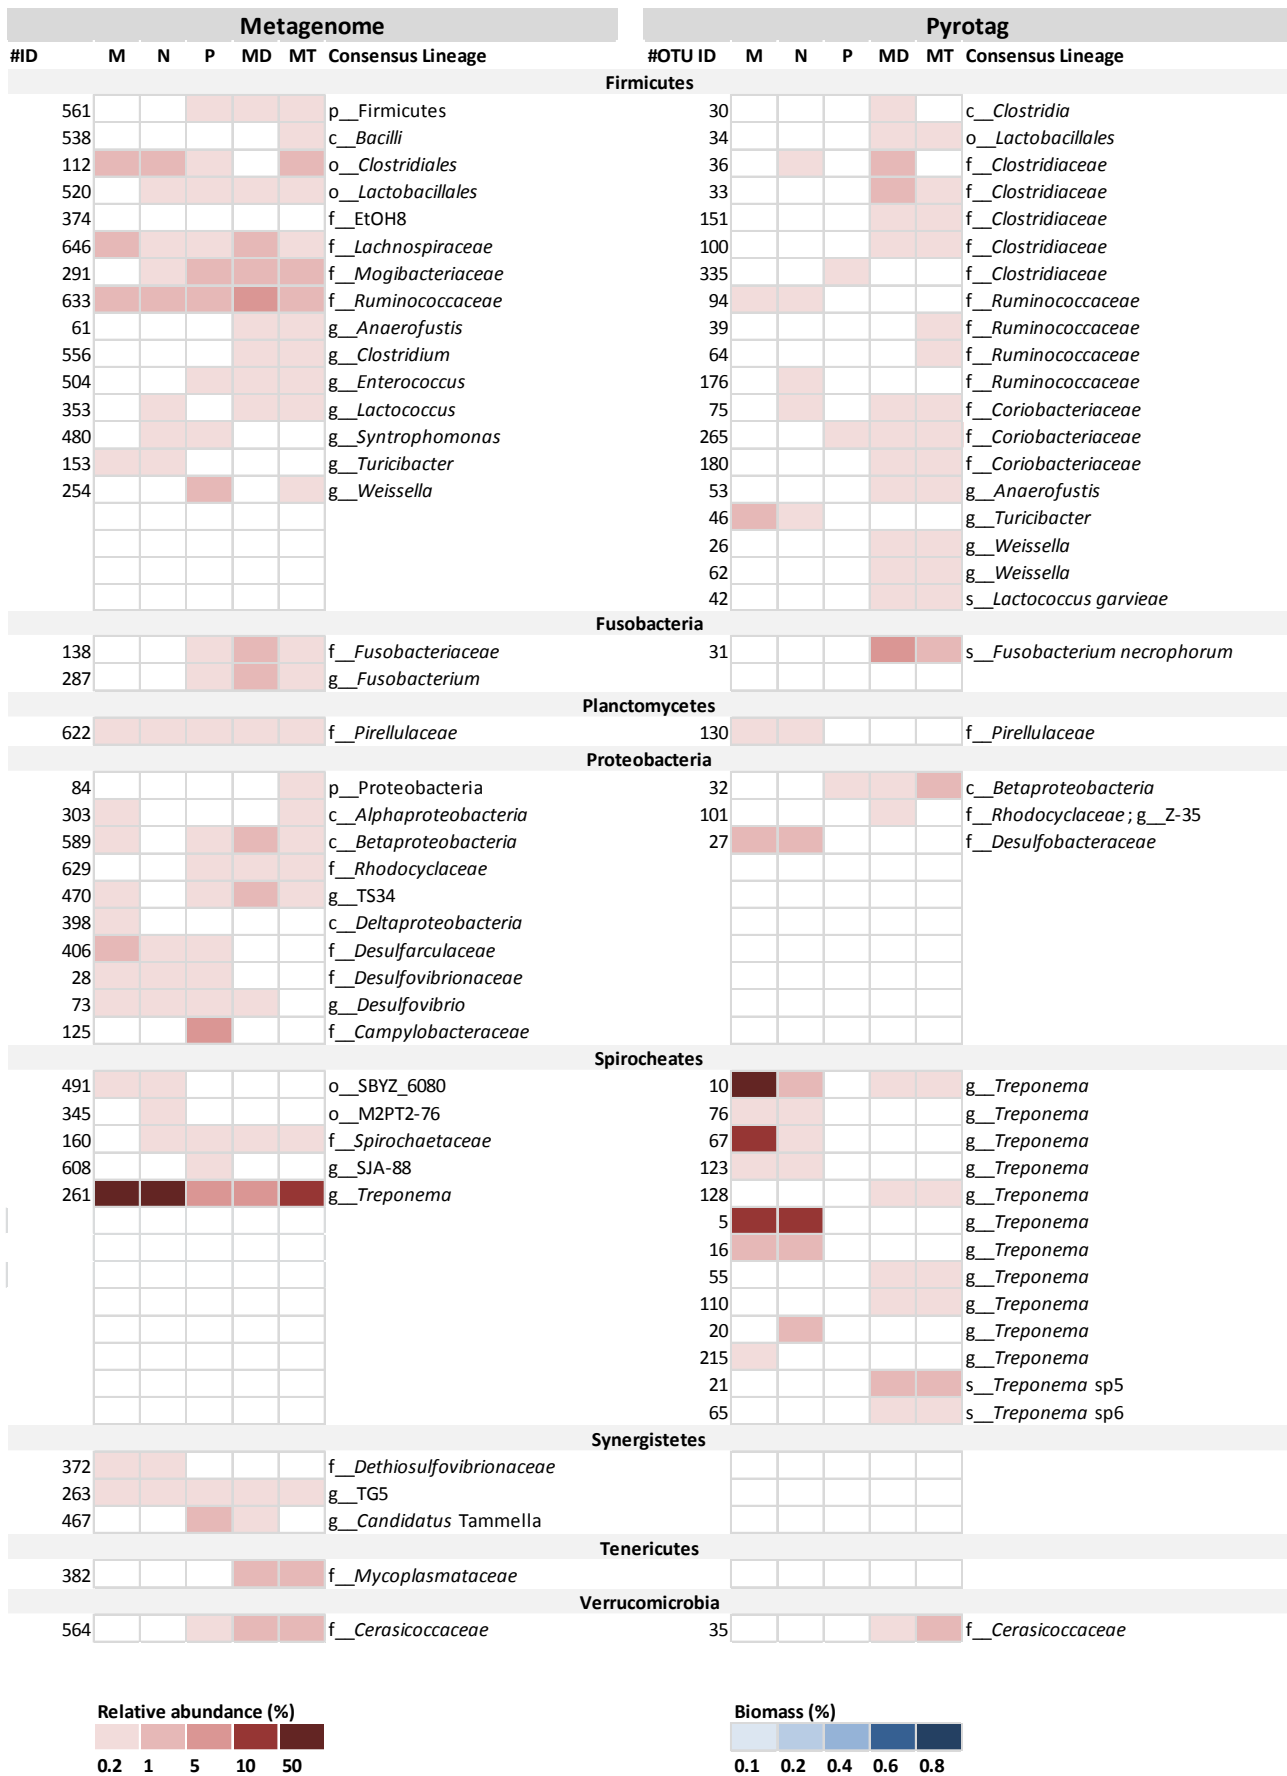 Metagenome Pyrotag
#ID M N P MD MT Consensus Lineage #OTU ID M N P MD MT Consensus Lineage
Firmicutes
561 p__Firmicutes 30 c__Clostridia
538 c__Bacilli 34 o__Lactobacillales
112 o__Clostridiales 36 f__Clostridiaceae
520 o__Lactobacillales 33 f__Clostridiaceae
374 f__EtOH8 151 f__Clostridiaceae
646 f__Lachnospiraceae 100 f__Clostridiaceae
291 f__Mogibacteriaceae 335 f__Clostridiaceae
633 f__Ruminococcaceae 94 f__Ruminococcaceae
61 g__Anaerofustis 39 f__Ruminococcaceae
556 g__Clostridium 64 f__Ruminococcaceae
504 g__Enterococcus 176 f__Ruminococcaceae
353 g__Lactococcus 75 f__Coriobacteriaceae
480 g__Syntrophomonas 265 f__Coriobacteriaceae
153 g__Turicibacter 180 f__Coriobacteriaceae
254 g__Weissella 53 g__Anaerofustis
46 g__Turicibacter
26 g__Weissella
62 g__Weissella
42 s__Lactococcus garvieae
Fusobacteria
138 f__Fusobacteriaceae 31 s__Fusobacterium necrophorum
287 g__Fusobacterium
Planctomycetes
622 f__Pirellulaceae 130 f__Pirellulaceae
Proteobacteria
84 p__Proteobacteria 32 c__Betaproteobacteria
303 c__Alphaproteobacteria 101 f__Rhodocyclaceae ; g__Z-35
589 c__Betaproteobacteria 27 f__Desulfobacteraceae
629 f__Rhodocyclaceae
470 g__TS34
398 c__Deltaproteobacteria
406 f__Desulfarculaceae
28 f__Desulfovibrionaceae
73 g__Desulfovibrio
125 f__Campylobacteraceae
Spirocheates
491 o__SBYZ_6080 10 g__Treponema
345 o__M2PT2-76 76 g__Treponema
160 f__Spirochaetaceae 67 g__Treponema
608 g__SJA-88 123 g__Treponema
261 g__Treponema 128 g__Treponema
5 g__Treponema
16 g__Treponema
55 g__Treponema
110 g__Treponema
20 g__Treponema
215 g__Treponema
21 s__Treponema sp5
65 s__Treponema sp6
Synergistetes
372 f__Dethiosulfovibrionaceae
263 g__TG5
467 g__Candidatus Tammella
Tenericutes
382 f__Mycoplasmataceae
Verrucomicrobia
564 f__Cerasicoccaceae 35 f__Cerasicoccaceae
Relative abundance (%) Biomass (%)
0.2 1 5 10 50 0.1 0.2 0.4 0.6 0.8